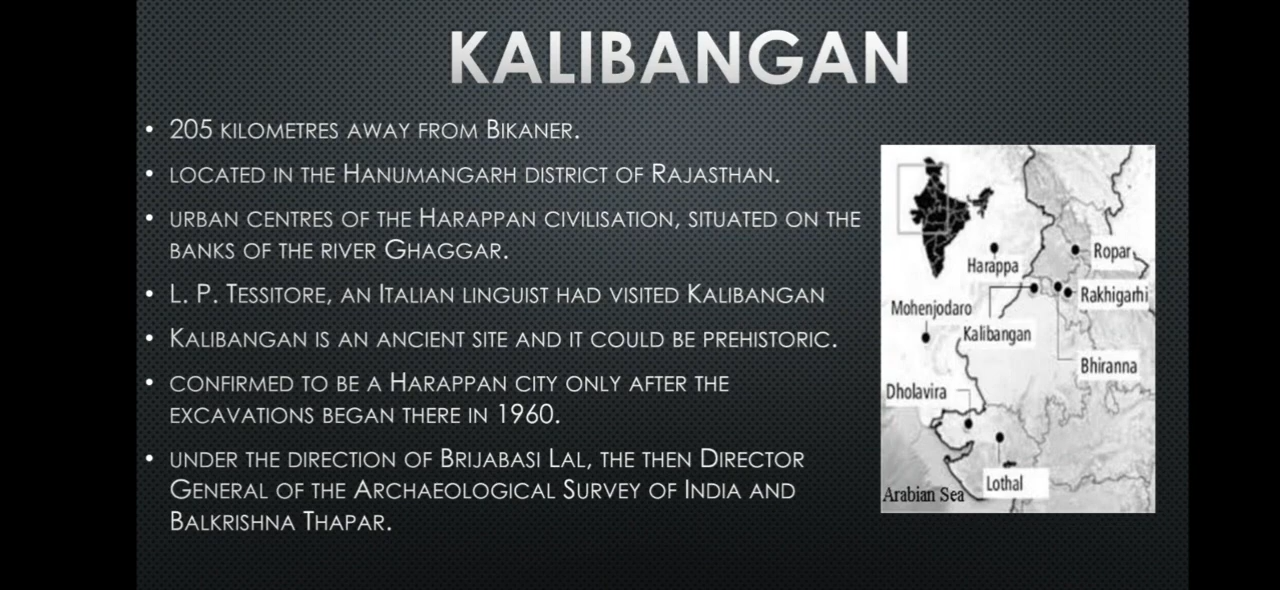 KALIBANGAN
• 205 KILOMETRES AWAY FROM BIKANER.
• LOCATED IN THE HANUMANGARH DISTRICT OF RAJASTHAN.
• URBAN CENTRES OF THE HARAPPAN CIVILISATION, SITUATED ON THE
BANKS OF THE RIVER GHAGGAR.
• L. P. TESSITORE, AN ITALIAN LINGUIST HAD VISITED KALIBANGAN
• KALIBANGAN IS AN ANCIENT SITE AND IT COULD BE PREHISTORIC.
• CONFIRMED TO BE A HARAPPAN CITY ONLY AFTER THE
EXCAVATIONS BEGAN THERE IN 1960.
• UNDER THE DIRECTION OF BRIJABASI LAL, THE THEN DIRECTOR
GENERAL OF THE ARCHAEOLOGICAL SURVEY OF INDIA AND
BALKRISHNA THAPAR.
Ropar
Harappa
Rakhigarhi
Mohenjodaro
Kalibangan
Bhiranna
Dholavira
Lothal
Arabian Sea